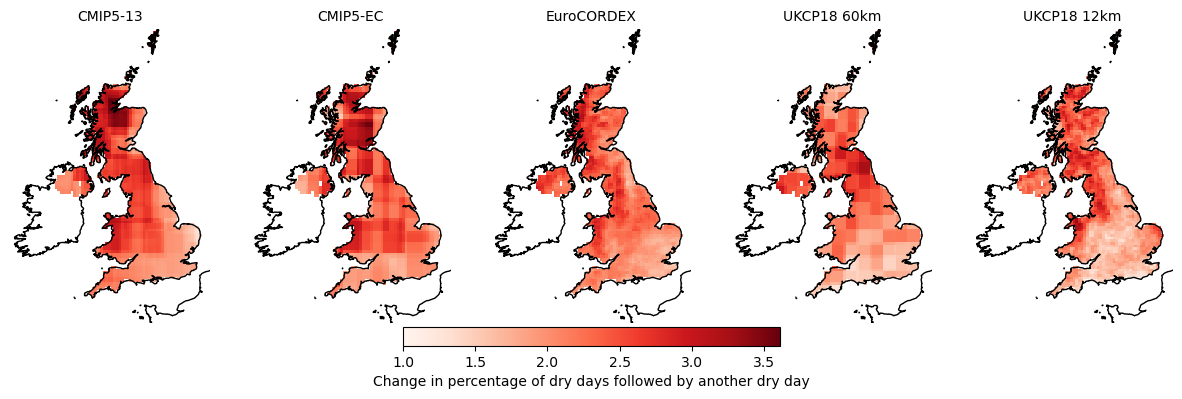 CMIP5-13 CMIP5-EC EuroCORDEX UKCP18 60km UKCP18 12km
1.0 1.5 2.0 2.5 3.0 3.5
Change in percentage of dry days followed by another dry day